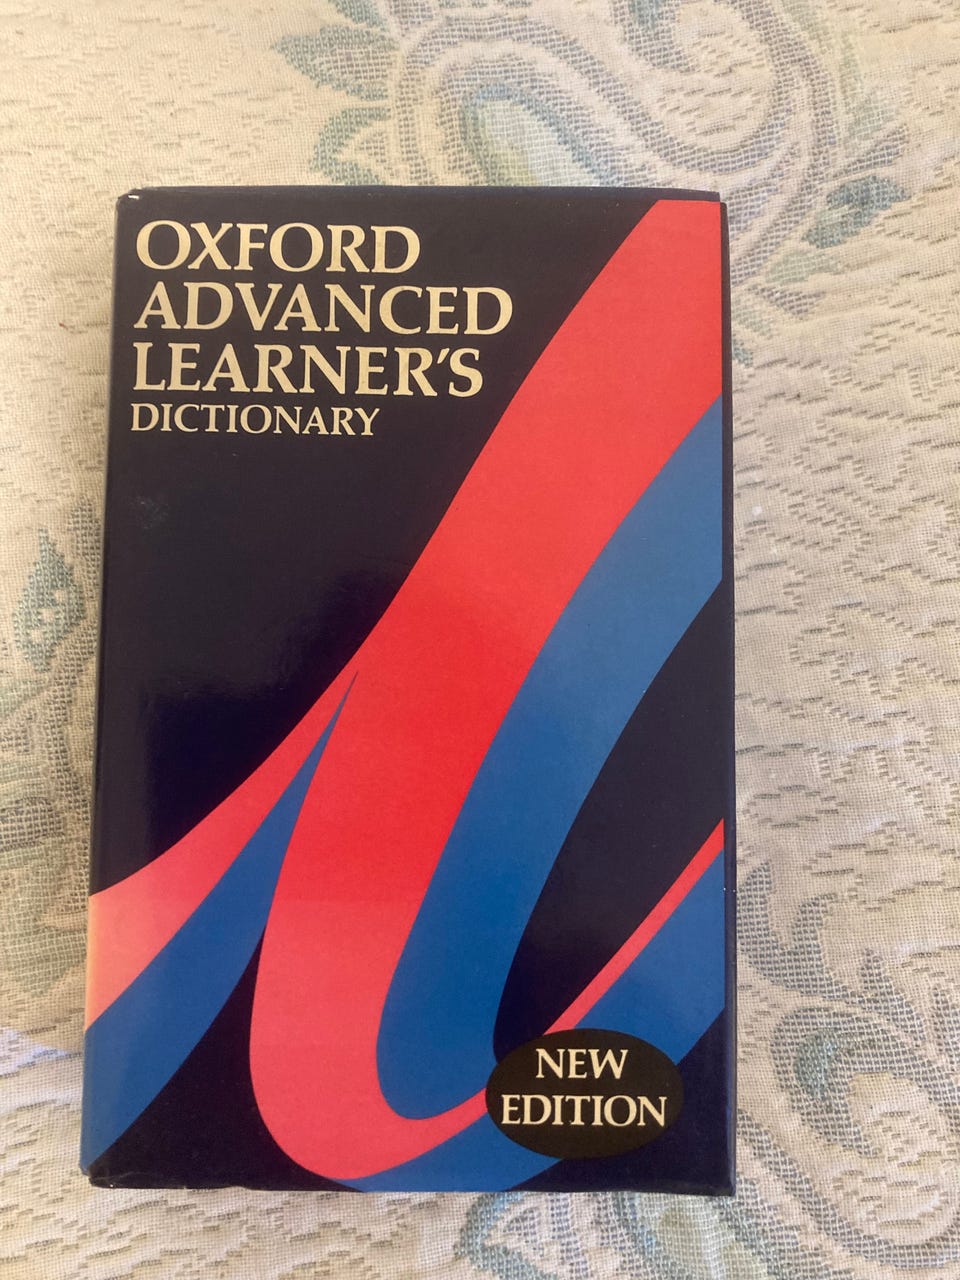 OXFORD
ADVANCED
LEARNER'S
DICTIONARY
NEW
EDITION